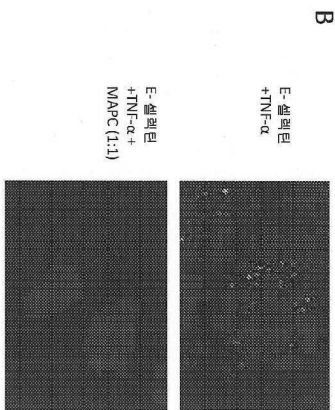 B
E- 셀렉틴
+TNF-α
E- 셀렉틴
+TNF-α +
MAPC (1:1)